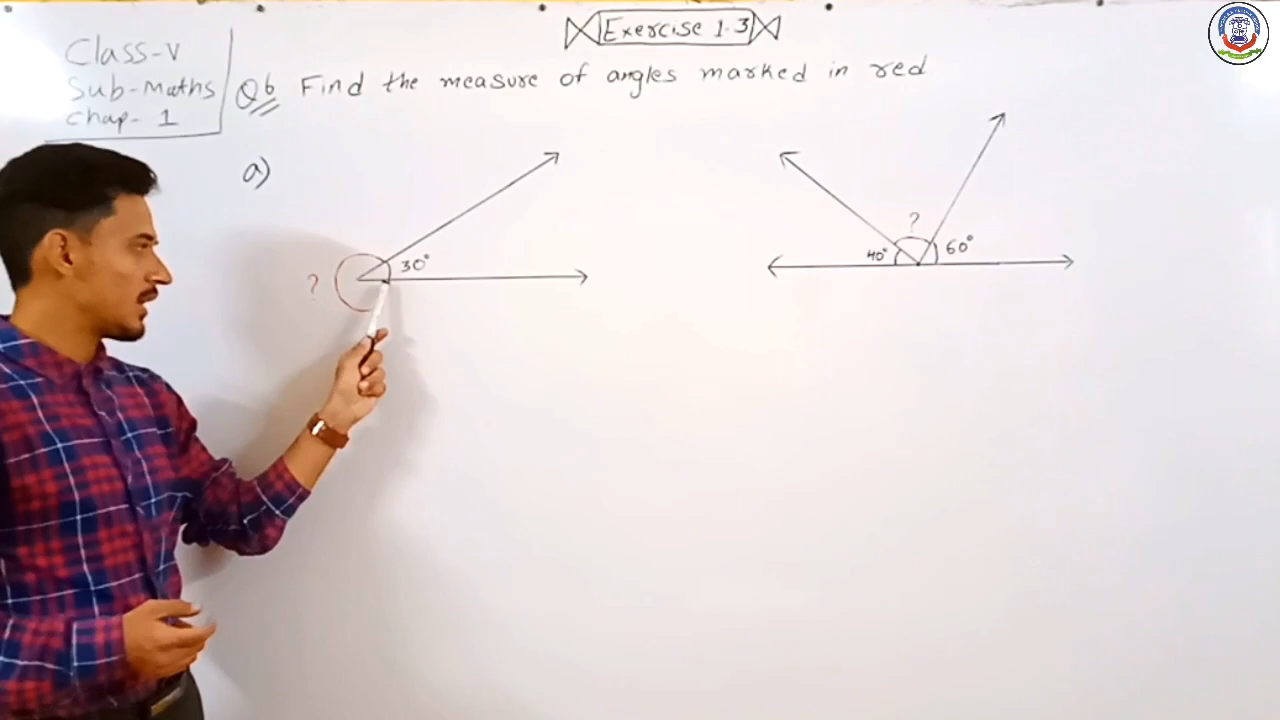 Exercise 1.3
Class-V
Sub-Maths
Chap- 1
Q6 Find the measure of angles marked in red
a)
30°
?
?
40°
60°